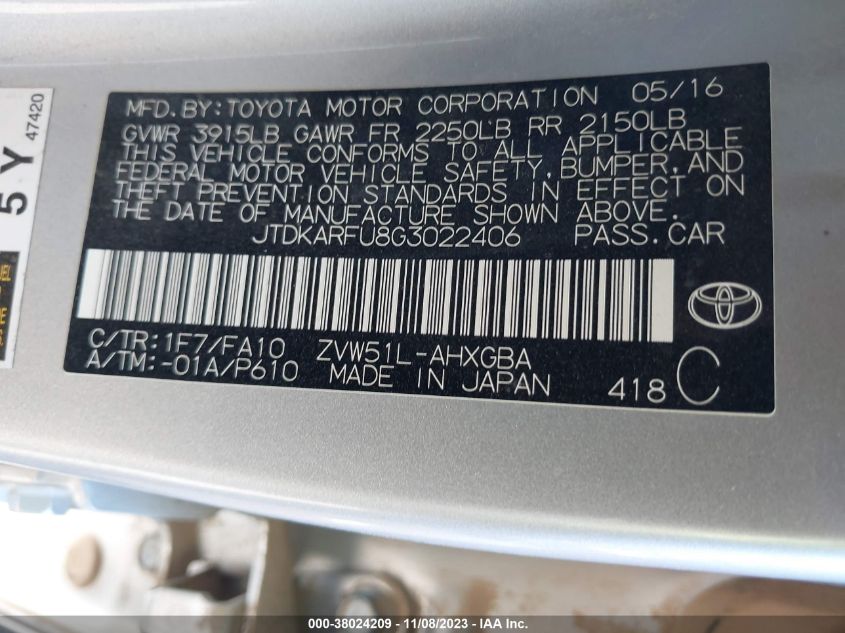 MFD.BY:TOYOTA MOTOR CORPORATION 05/16
GVWR 3915LB GAWR FR 2250LB RR 2150LB
THIS VEHICLE CONFORMS TO ALL APPLICABLE
FEDERAL MOTOR VEHICLE SAFETY,BUMPER,AND
THEFT PREVENTION STANDARDS IN EFFECT ON
THE DATE OF MANUFACTURE SHOWN ABOVE.
JTDKARFU8G3022406 PASS.CAR
C/TR:1F7/FA10 ZVW51L-AHXGBA
A/TM:-01A/P610 MADE IN JAPAN 418 C
5 Y
47420
000-38024209 - 11/08/2023 - IAA Inc.